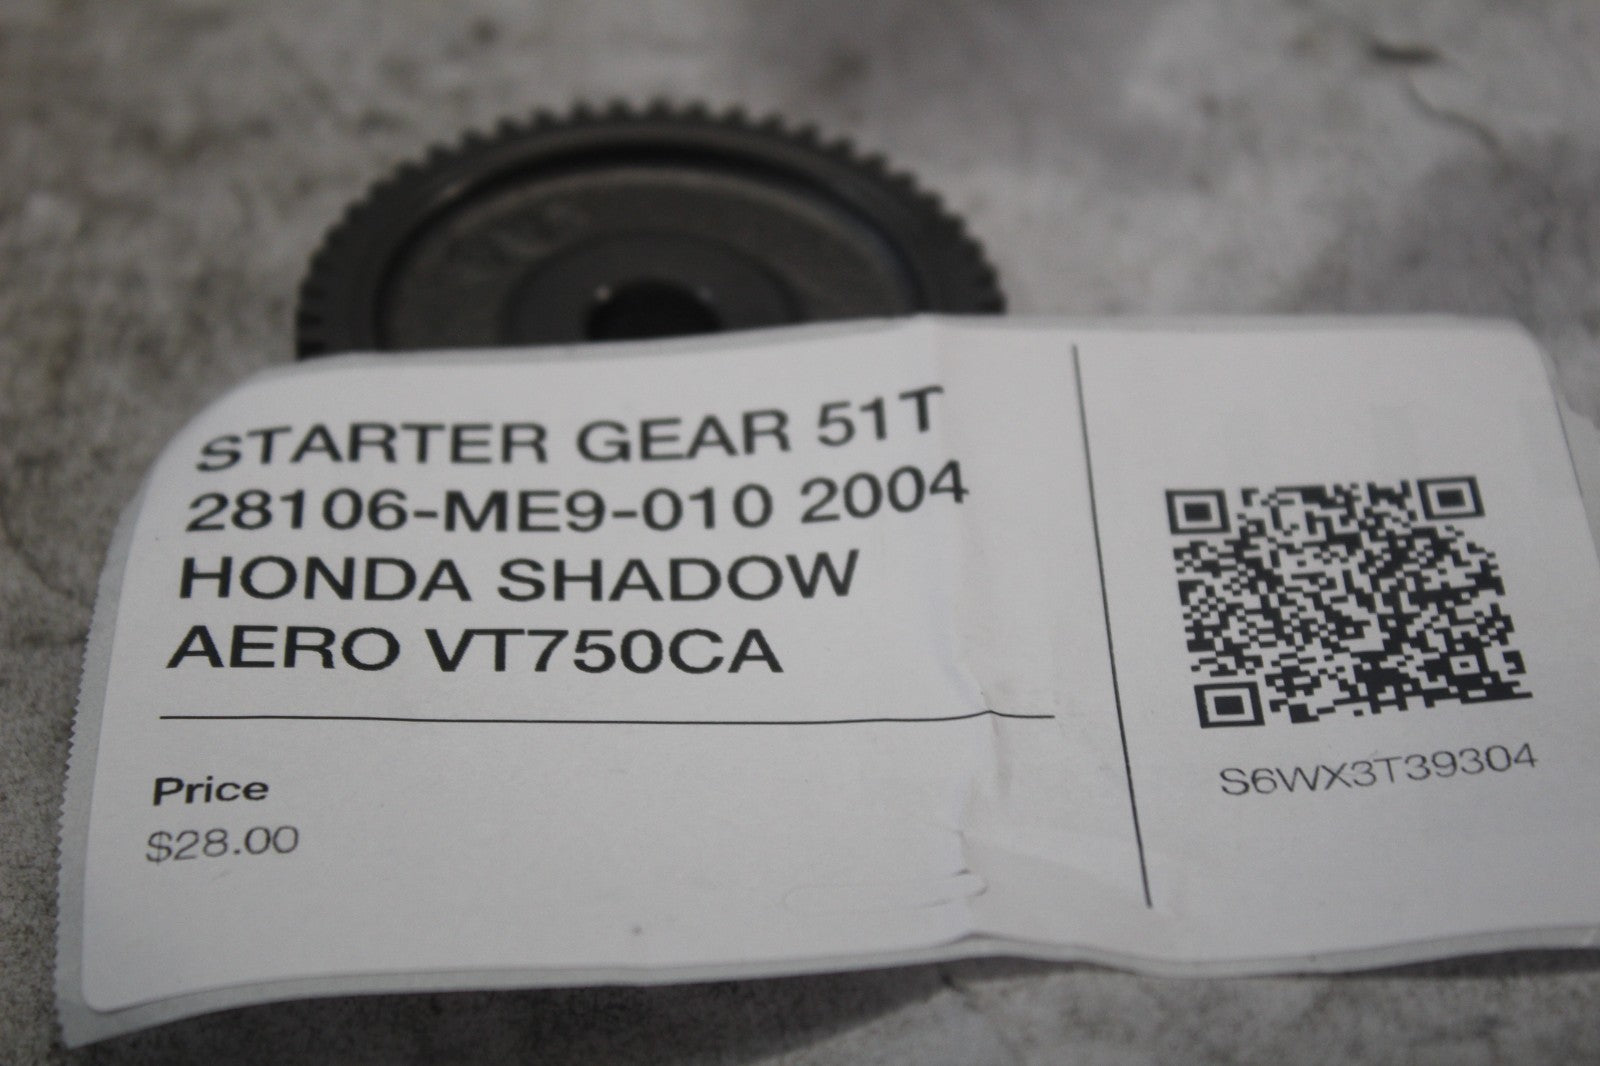 STARTER GEAR 51T
28106-ME9-010 2004
HONDA SHADOW
AERO VT750CA
Price
$28.00
S6WX3T39304